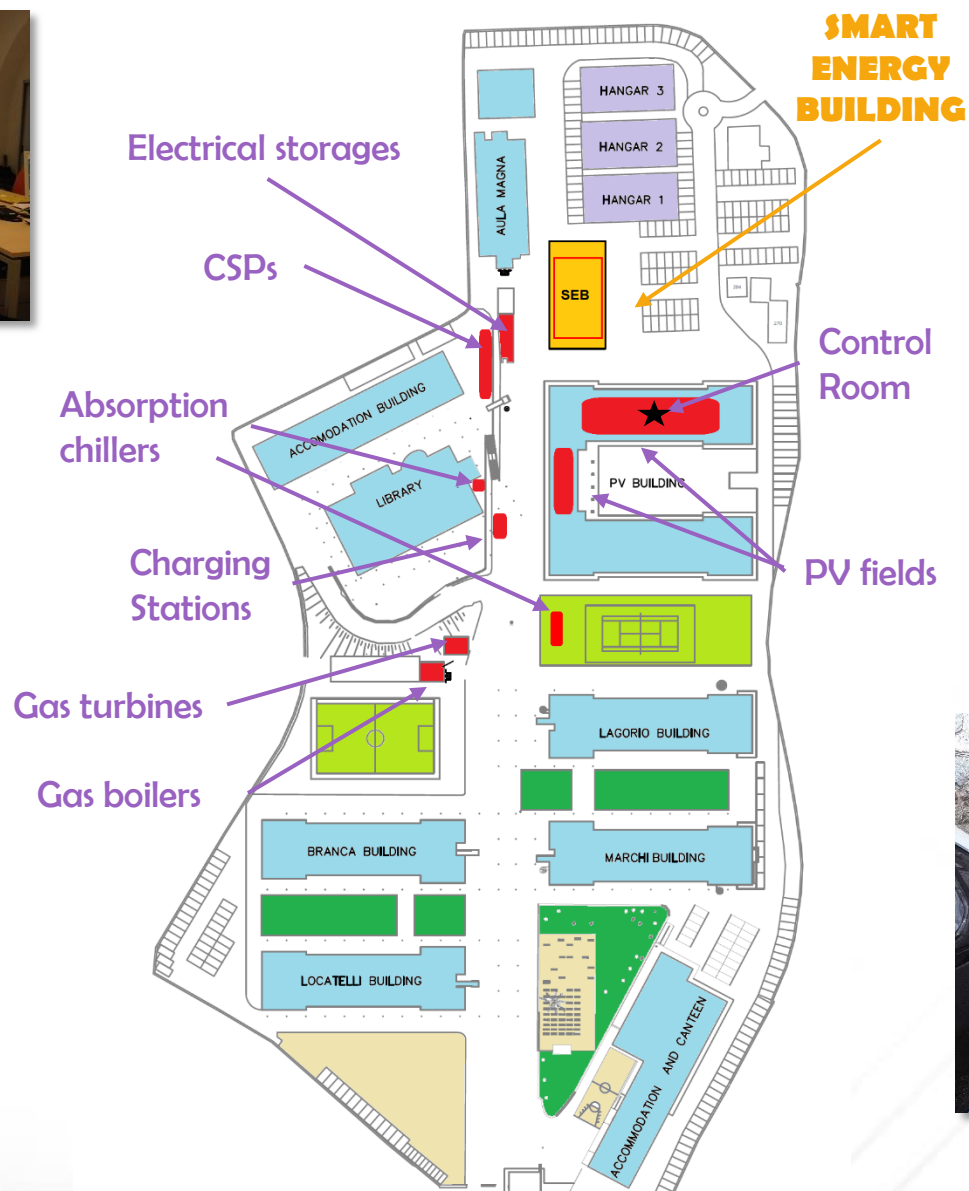 SMART
ENERGY
BUILDING
HANGAR 3
HANGAR 2
HANGAR 1
Electrical storages
AULA MAGNA
CSPs
SEB
Control
Room
Absorption
chillers
ACCOMODATION BUILDING
LIBRARY
PV BUILDING
Charging
Stations
PV fields
Gas turbines
LAGORIO BUILDING
Gas boilers
BRANCA BUILDING
MARCHI BUILDING
LOCATELLI BUILDING
ACCOMMODATION AND CANTEEN